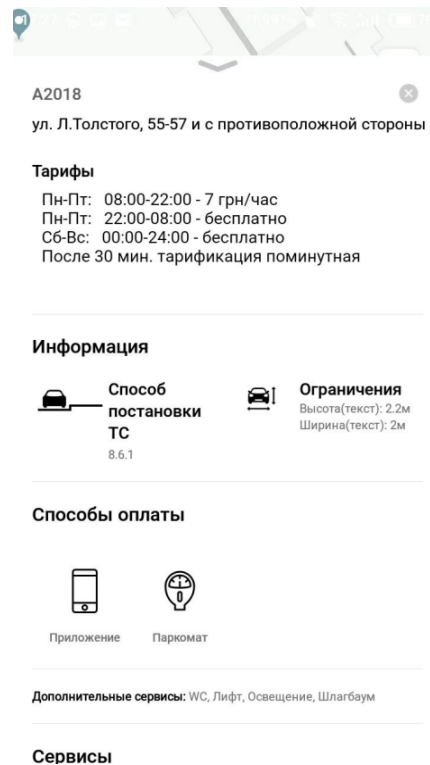 A2018
ул. Л.Толстого, 55-57 и с противоположной стороны
Тарифы
Пн-Пт: 08:00-22:00 - 7 грн/час
Пн-Пт: 22:00-08:00 - бесплатно
Сб-Вс: 00:00-24:00 - бесплатно
После 30 мин. тарификация поминутная
Информация
Способ
постановки
ТС
8.6.1
Ограничения
Высота(текст): 2.2м
Ширина(текст): 2м
Способы оплаты
Приложение
Паркомат
Дополнительные сервисы: WC, Лифт, Освещение, Шлагбаум
Сервисы